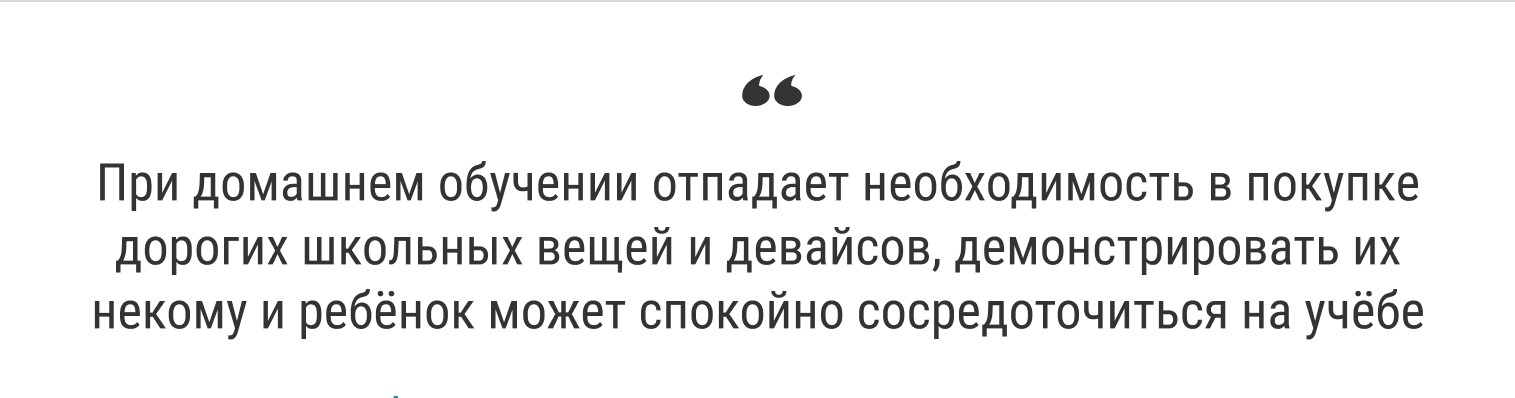 “
При домашнем обучении отпадает необходимость в покупке
дорогих школьных вещей и девайсов, демонстрировать их
некому и ребёнок может спокойно сосредоточиться на учёбе